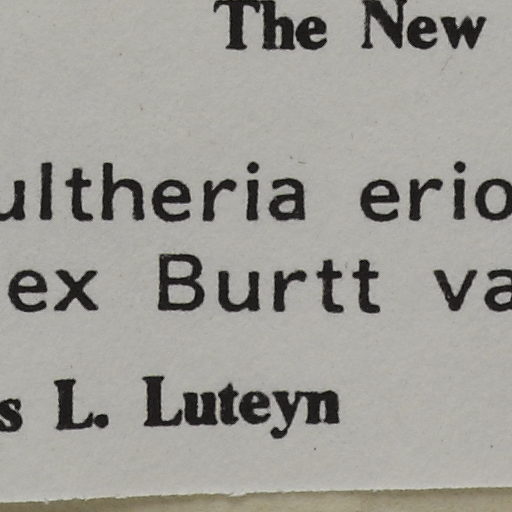 The New
ultheria erio
ex Burtt va
s L. Luteyn